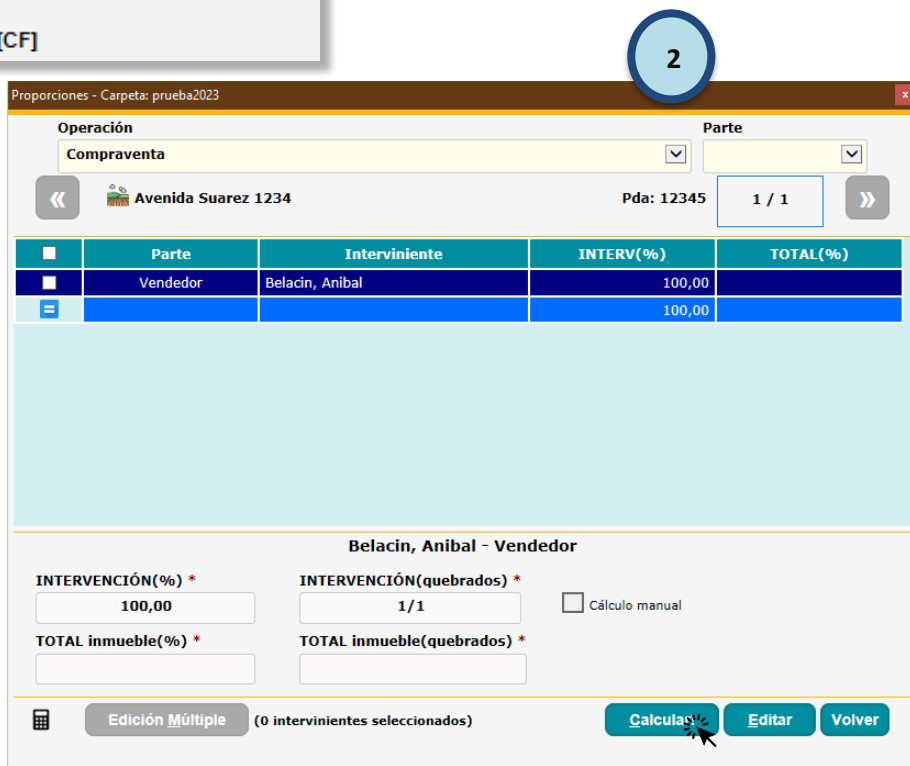 [CF]
2
Proporciones - Carpeta: prueba2023
x
Operación Parte
Compraventa
« Avenida Suarez 1234 Pda: 12345 1 / 1 »
Parte Interviniente INTERV(%) TOTAL(%)
Vendedor Belacin, Anibal 100,00
= 100,00
Belacin, Anibal - Vendedor
INTERVENCIÓN(%) * INTERVENCIÓN(quebrados) *
100,00 1/1 Cálculo manual
TOTAL inmueble(%) * TOTAL inmueble(quebrados) *
Edición Múltiple (0 intervinientes seleccionados) Calcular Editar Volver